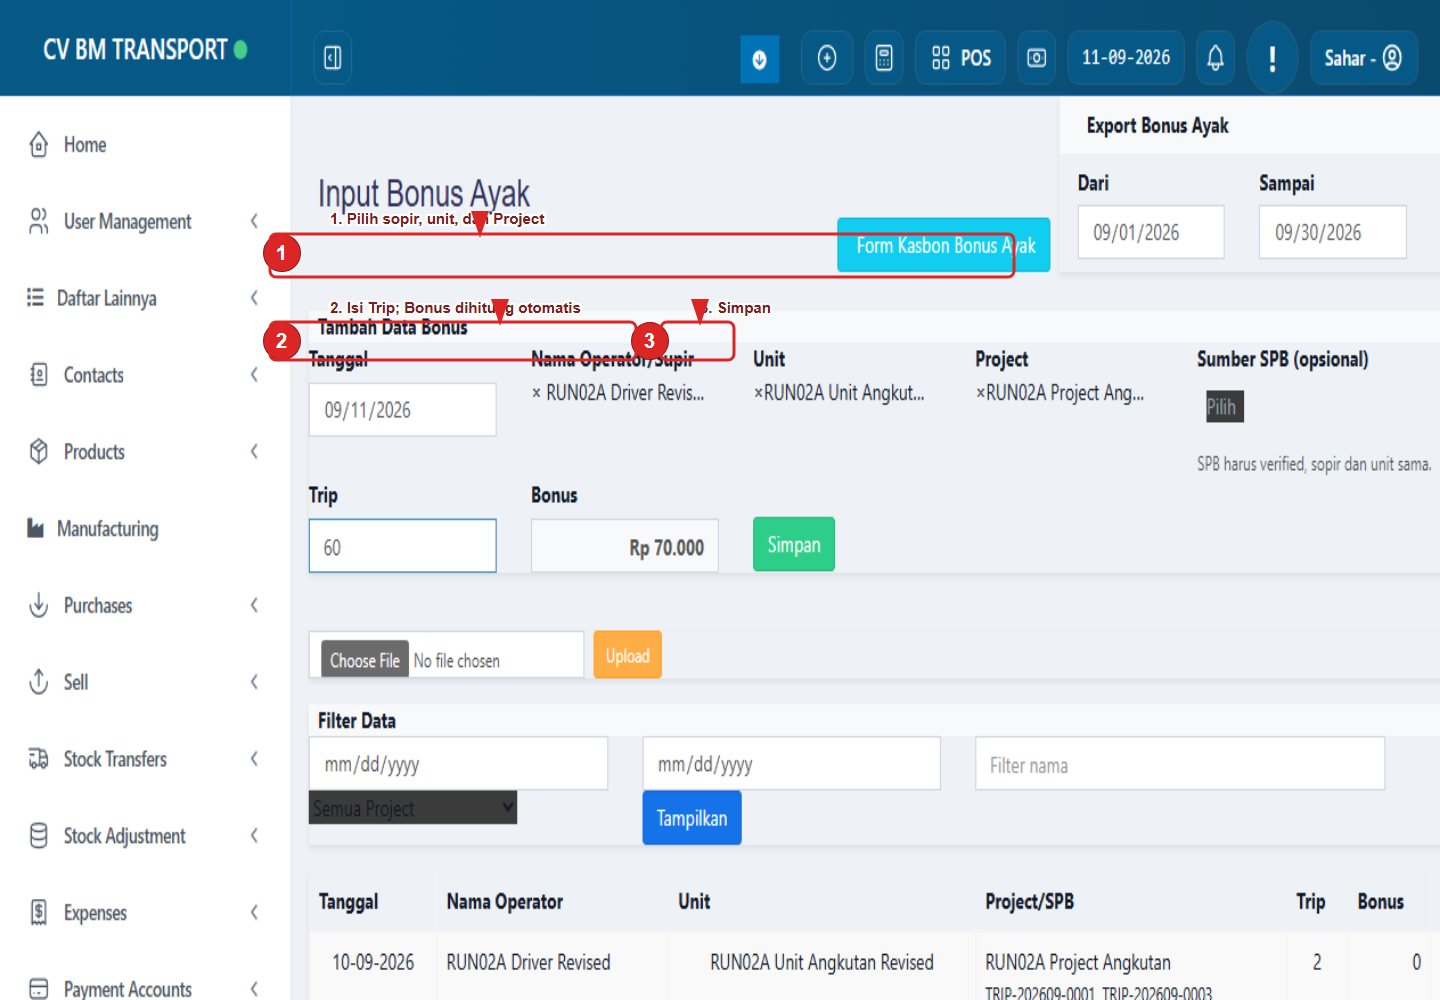 CV BM TRANSPORT
POS
11-09-2026
!
Sahar -
Home
User Management
Daftar Lainnya
Contacts
Products
Manufacturing
Purchases
Sell
Stock Transfers
Stock Adjustment
Expenses
Payment Accounts
Export Bonus Ayak
Dari
Sampai
09/01/2026
09/30/2026
Input Bonus Ayak
1. Pilih sopir, unit, dan Project
1
Form Kasbon Bonus Ayak
2. Isi Trip; Bonus dihitung otomatis
3. Simpan
Tambah Data Bonus
2
3
Tanggal
Nama Operator/Supir
Unit
Project
Sumber SPB (opsional)
09/11/2026
× RUN02A Driver Revis...
×RUN02A Unit Angkut...
×RUN02A Project Ang...
Pilih
SPB harus verified, sopir dan unit sama.
Trip
Bonus
60
Rp 70.000
Simpan
Choose File No file chosen
Upload
Filter Data
mm/dd/yyyy
mm/dd/yyyy
Filter nama
Semua Project
Tampilkan
Tanggal
Nama Operator
Unit
Project/SPB
Trip
Bonus
10-09-2026
RUN02A Driver Revised
RUN02A Unit Angkutan Revised
RUN02A Project Angkutan
2
0
TRIP-202609-0001, TRIP-202609-0003